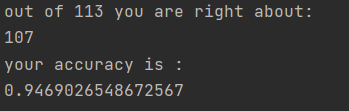 out of 113 you are right about:
107
your accuracy is :
0.9469026548672567